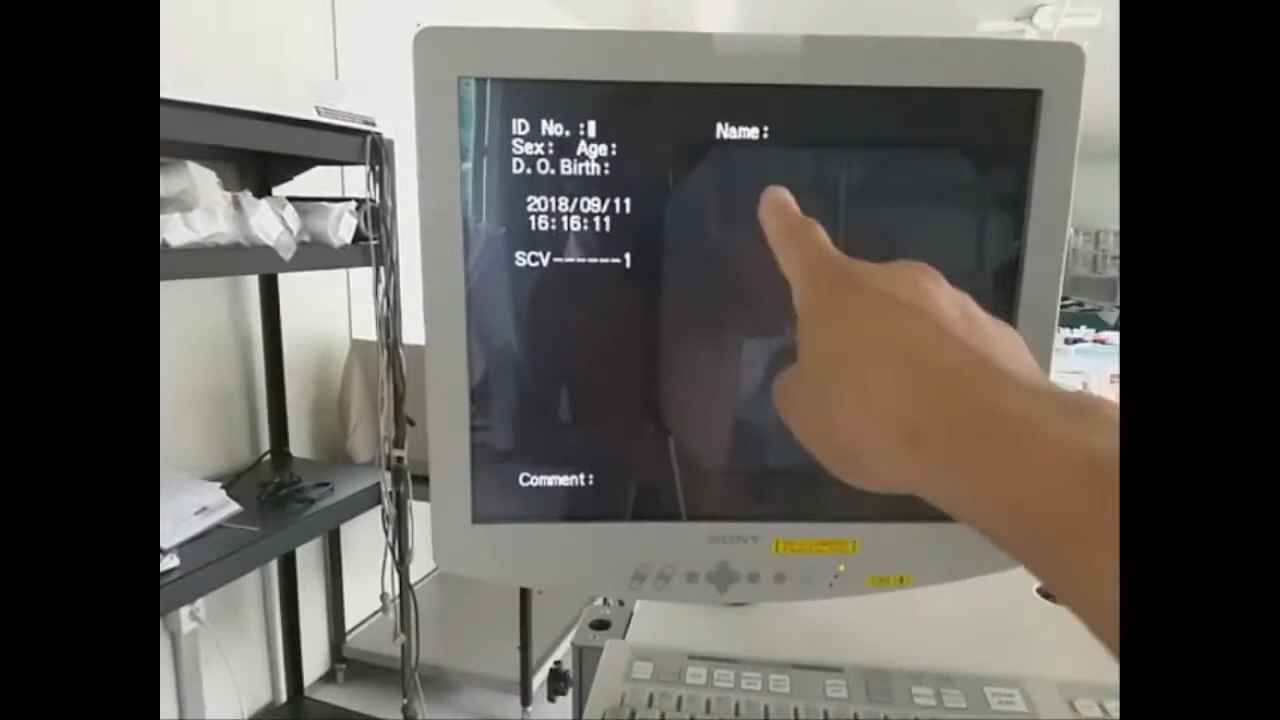 ID No.:
Name:
Sex: Age:
D.O.Birth:
2018/09/11
16:16:11
SCV------1
Comment:
SONY